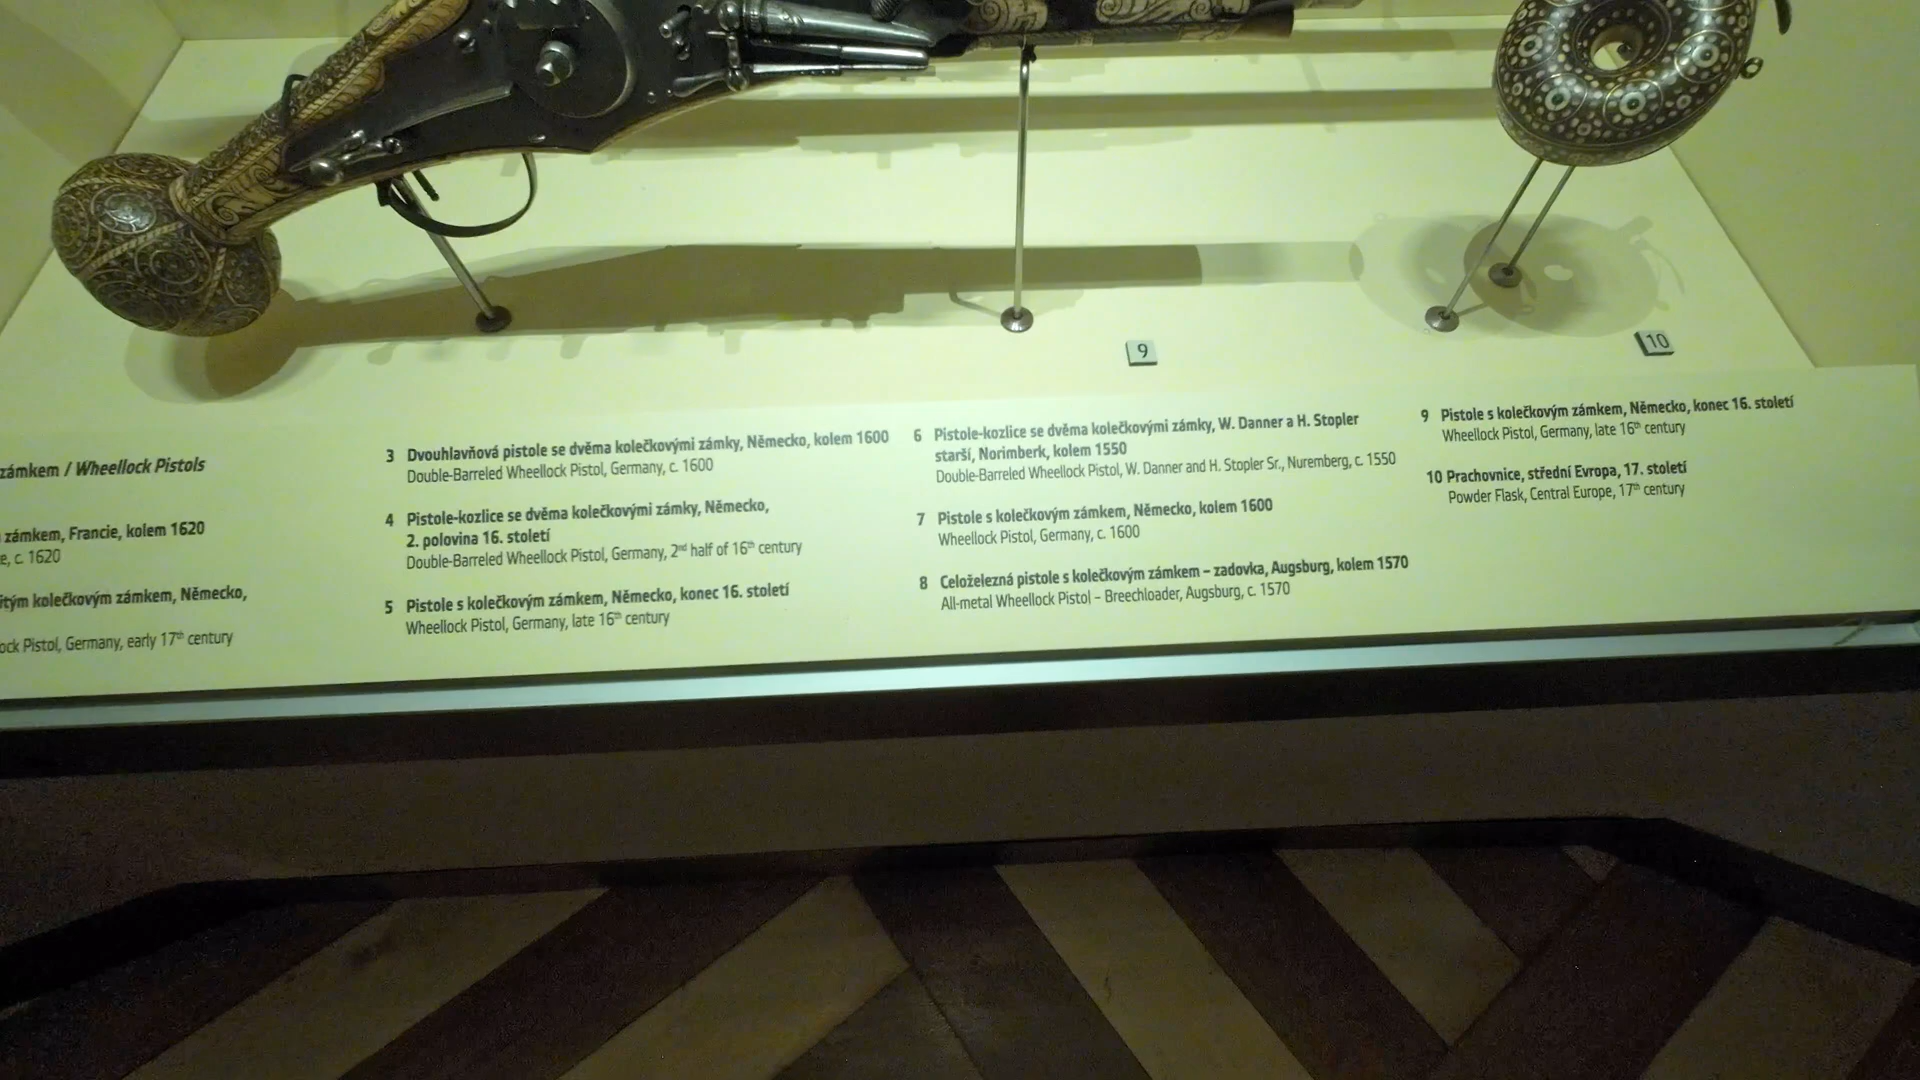 9
10
zámkem / Wheellock Pistols
zámkem, Francie, kolem 1620
c. 1620
kolečkovým zámkem, Německo,
Pistol, Germany, early 17th century
3 Dvouhlavňová pistole se dvěma kolečkovými zámky, Německo, kolem 1600
Double-Barreled Wheellock Pistol, Germany, c. 1600
4 Pistole-kozlice se dvěma kolečkovými zámky, Německo,
2. polovina 16. století
Double-Barreled Wheellock Pistol, Germany, 2nd half of 16th century
5 Pistole s kolečkovým zámkem, Německo, konec 16. století
Wheellock Pistol, Germany, late 16th century
6 Pistole-kozlice se dvěma kolečkovými zámky, W. Danner a H. Stopler
starší, Norimberk, kolem 1550
Double-Barreled Wheellock Pistol, W. Danner and H. Stopler Sr., Nuremberg, c. 1550
7 Pistole s kolečkovým zámkem, Německo, kolem 1600
Wheellock Pistol, Germany, c. 1600
8 Celoželezná pistole s kolečkovým zámkem – zadovka, Augsburg, kolem 1570
All-metal Wheellock Pistol – Breechloader, Augsburg, c. 1570
9 Pistole s kolečkovým zámkem, Německo, konec 16. století
Wheellock Pistol, Germany, late 16th century
10 Prachovnice, střední Evropa, 17. století
Powder Flask, Central Europe, 17th century